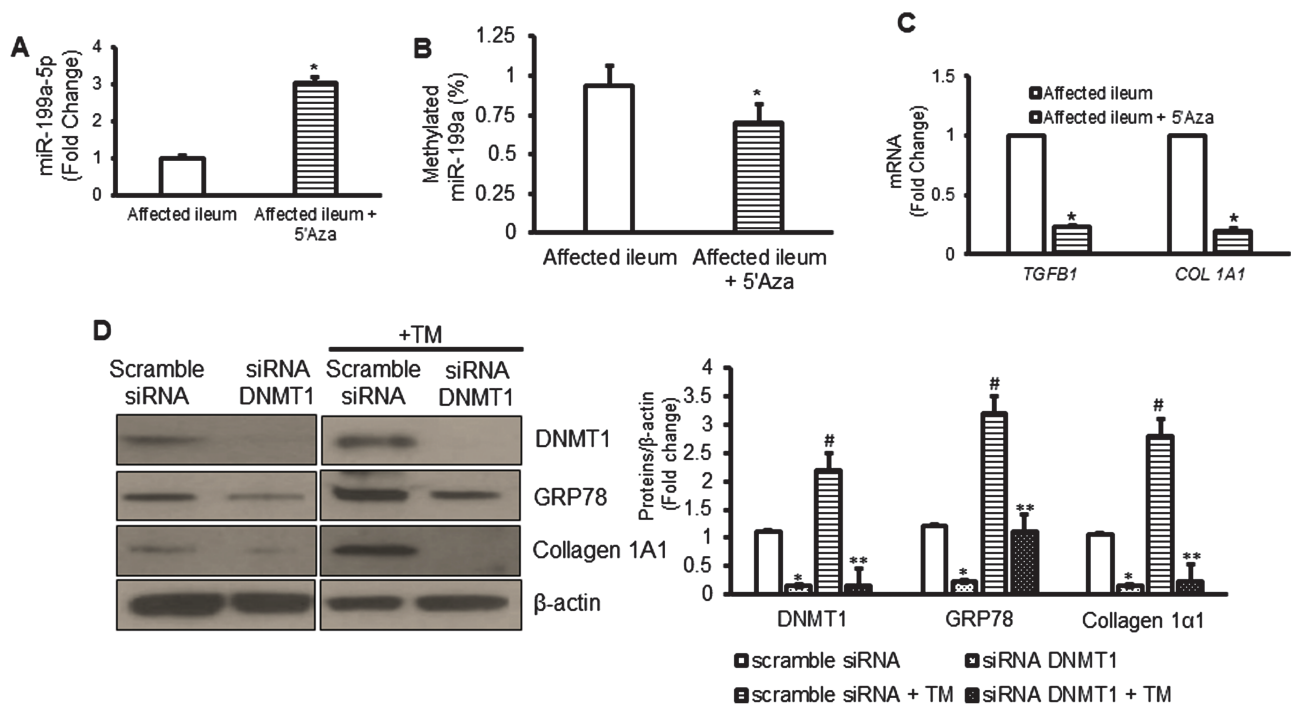 A
miR-199a-5p
(Fold Change)
4
3
2
1
0
*
Affected ileum
Affected ileum +
5'Aza
B
Methylated
miR-199a (%)
1.25
1
0.75
0.5
0.25
0
*
Affected ileum
Affected ileum
+ 5'Aza
C
mRNA
(Fold Change)
1.5
1
0.5
0
Affected ileum
Affected ileum + 5'Aza
*
*
TGFB1
COL 1A1
D
+TM
Scramble
siRNA
siRNA
DNMT1
Scramble
siRNA
siRNA
DNMT1
DNMT1
GRP78
Collagen 1A1
β-actin
Proteins/β-actin
(Fold change)
4
3.5
3
2.5
2
1.5
1
0.5
0
*
#
**
*
#
**
*
#
**
DNMT1
GRP78
Collagen 1α1
scramble siRNA
siRNA DNMT1
scramble siRNA + TM
siRNA DNMT1 + TM